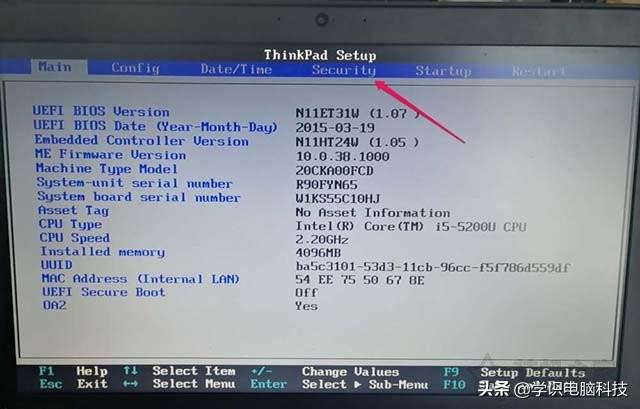 ThinkPad Setup
Main Config Date/Time Security Startup Restart
UEFI BIOS Version N11ET31W (1.07 )
UEFI BIOS Date (Year-Month-Day) 2015-03-19
Embedded Controller Version N11HT24W (1.05 )
ME Firmware Version 10.0.38.1000
Machine Type Model 20CKA00FCD
System-unit serial number R90FYN65
System board serial number W1KS55C10HJ
Asset Tag No Asset Information
CPU Type Intel(R) Core(TM) i5-5200U CPU
CPU Speed 2.20GHz
Installed memory 4096MB
UUID ba5c3101-53d3-11cb-96cc-f5f786d559df
MAC Address (Internal LAN) 54 EE 75 50 67 8E
UEFI Secure Boot Off
OA2 Yes
F1 Help ↑↓ Select Item +/- Change Values F9 Setup Defaults
Esc Exit ←→ Select Menu Enter Select ▶ Sub-Menu F10
头条 @学识电脑科技